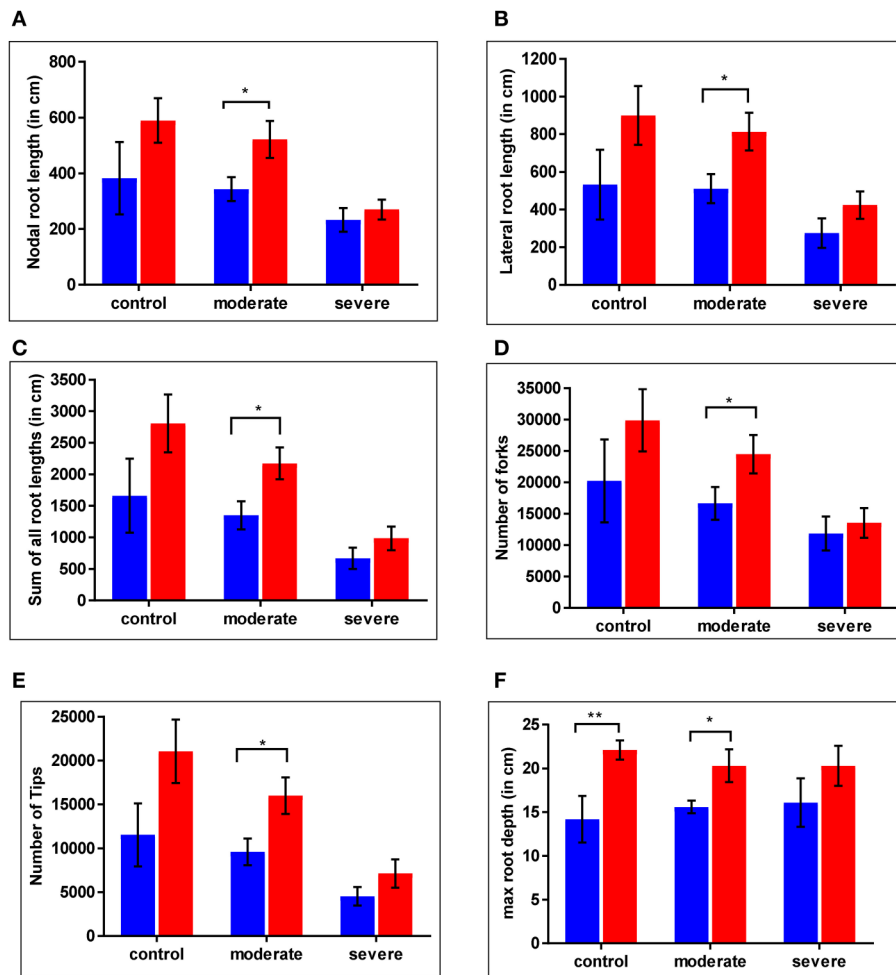 A
Nodal root length (in cm)
800
600
400
200
0
*
control moderate severe
B
Lateral root length (in cm)
1200
1000
800
600
400
200
0
*
control moderate severe
C
Sum of all root lengths (in cm)
3500
3000
2500
2000
1500
1000
500
0
*
control moderate severe
D
Number of forks
35000
30000
25000
20000
15000
10000
5000
0
*
control moderate severe
E
Number of Tips
25000
20000
15000
10000
5000
0
*
control moderate severe
F
max root depth (in cm)
25
20
15
10
5
0
**
*
control moderate severe